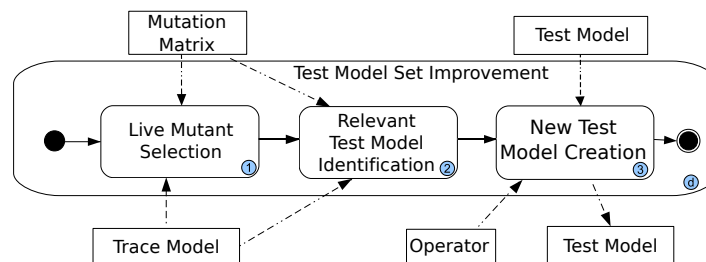 Mutation
Matrix
Test Model
Test Model Set Improvement
Live Mutant
Selection
1
Relevant
Test Model
Identification
2
New Test
Model Creation
3
d
Trace Model
Operator
Test Model